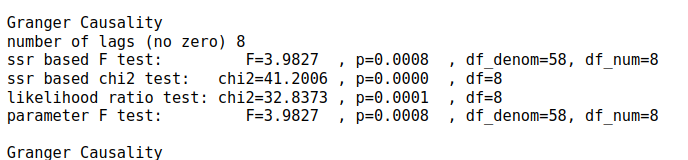 Granger Causality
number of lags (no zero) 8
ssr based F test:         F=3.9827  , p=0.0008  , df_denom=58, df_num=8
ssr based chi2 test:   chi2=41.2006 , p=0.0000  , df=8
likelihood ratio test: chi2=32.8373 , p=0.0001  , df=8
parameter F test:         F=3.9827  , p=0.0008  , df_denom=58, df_num=8
Granger Causality